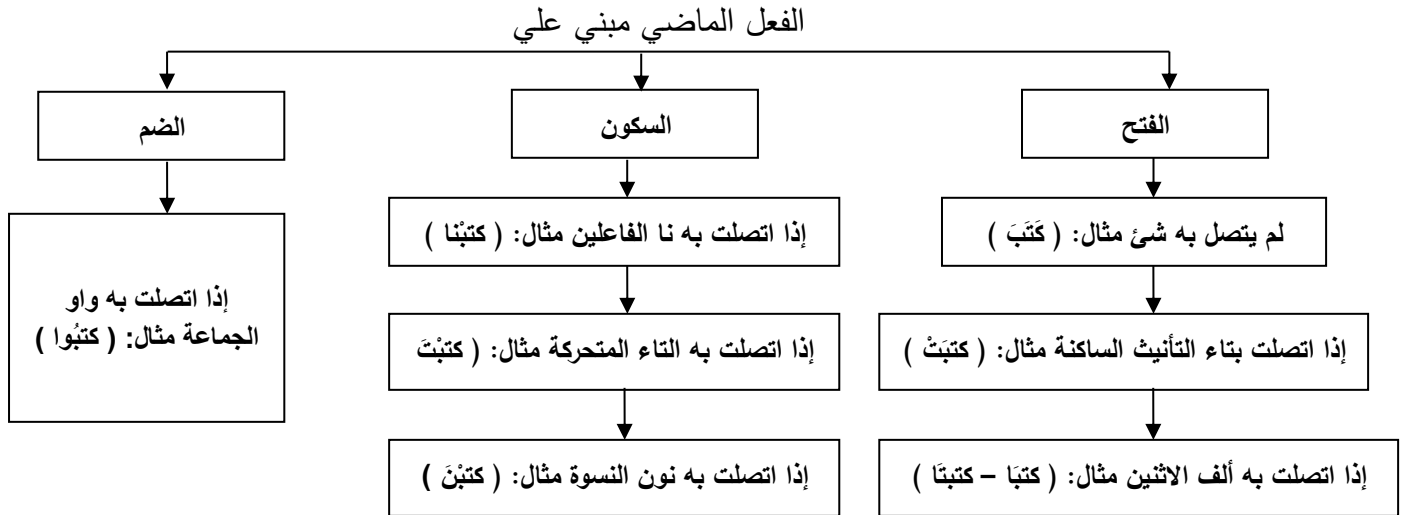 الفعل الماضي مبني علي
الفتح
لم يتصل به شئ مثال: ( كَتَبَ )
إذا اتصلت بتاء التأنيث الساكنة مثال: ( كتبَتْ )
إذا اتصلت به ألف الاثنين مثال: ( كتبَا – كتبتَا )
السكون
إذا اتصلت به نا الفاعلين مثال: ( كتبْنا )
إذا اتصلت به التاء المتحركة مثال: ( كتبْتَ
إذا اتصلت به نون النسوة مثال: ( كتبْنَ )
الضم
إذا اتصلت به واو
الجماعة مثال: ( كتبُوا )